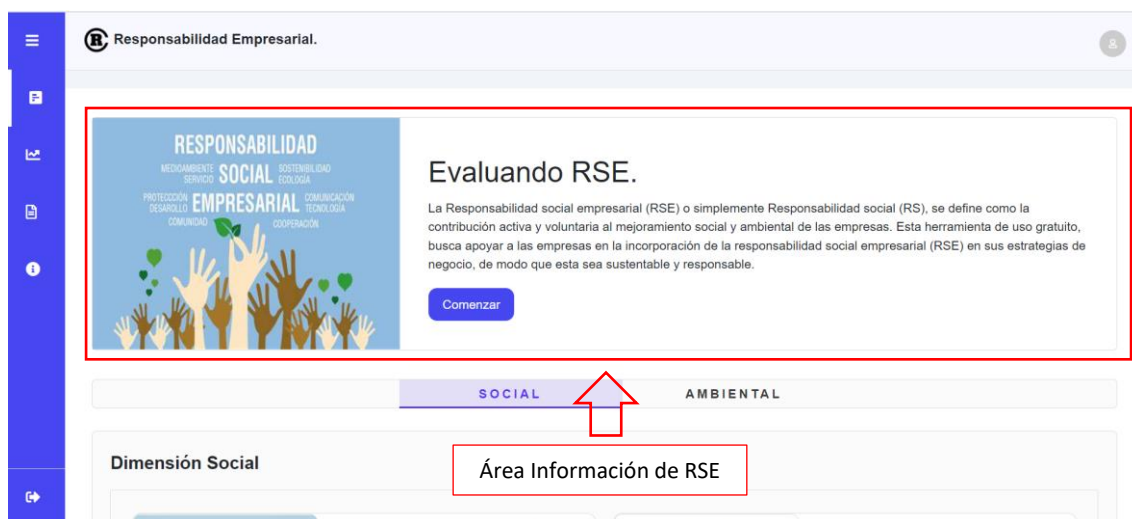 Responsabilidad Empresarial.
RESPONSABILIDAD
MEDIOAMBIENTE SOCIAL SOSTENIBILIDAD
SERVICIO ECOLOGÍA
PROTECCCIÓN EMPRESARIAL COMUNICACIÓN
DESAROLLO TECNOLOGÍA
COMUNIDAD COOPERACIÓN
Evaluando RSE.
La Responsabilidad social empresarial (RSE) o simplemente Responsabilidad social (RS), se define como la
contribución activa y voluntaria al mejoramiento social y ambiental de las empresas. Esta herramienta de uso gratuito,
busca apoyar a las empresas en la incorporación de la responsabilidad social empresarial (RSE) en sus estrategias de
negocio, de modo que esta sea sustentable y responsable.
Comenzar
SOCIAL AMBIENTAL
Dimensión Social
Área Información de RSE